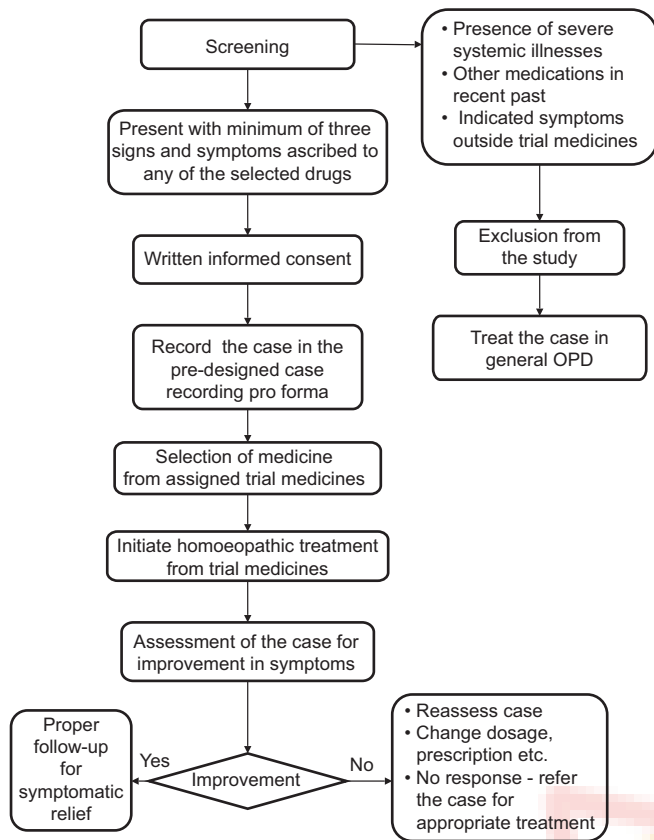 Screening
• Presence of severe
systemic illnesses
• Other medications in
recent past
• Indicated symptoms
outside trial medicines
Present with minimum of three
signs and symptoms ascribed to
any of the selected drugs
Exclusion from
the study
Written informed consent
Treat the case in
general OPD
Record the case in the
pre-designed case
recording pro forma
Selection of medicine
from assigned trial medicines
Initiate homoeopathic treatment
from trial medicines
Assessment of the case for
improvement in symptoms
Proper
follow-up
for
symptomatic
relief
Yes
Improvement
No
• Reassess case
• Change dosage,
prescription etc.
• No response - refer
the case for
appropriate treatment